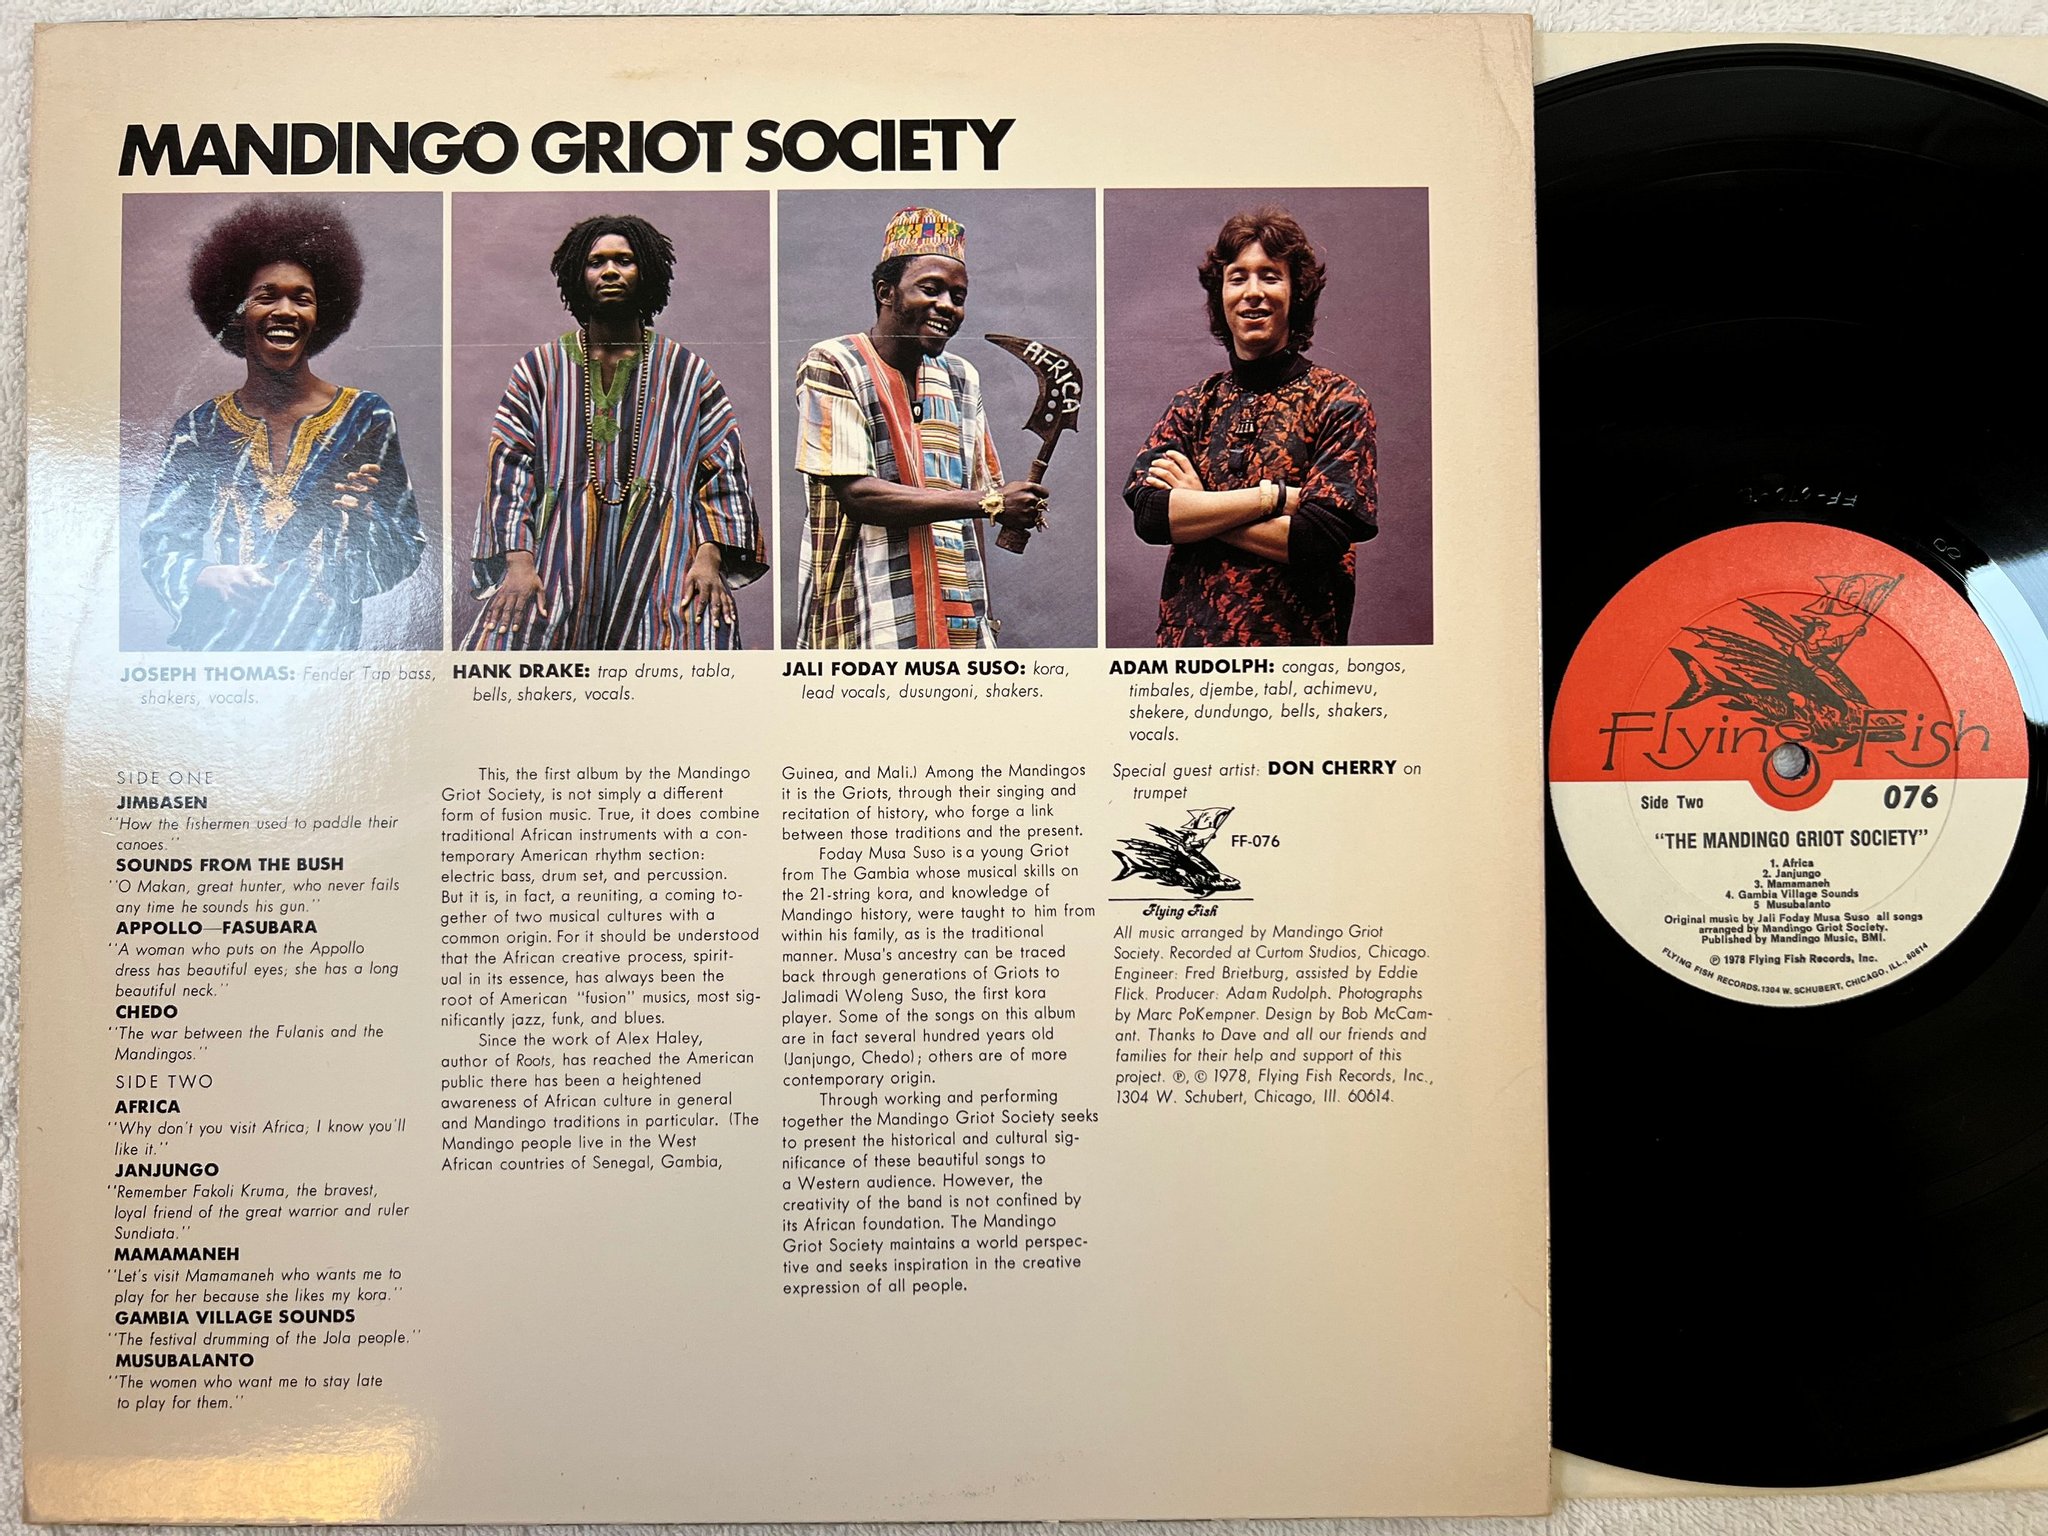 MANDINGO GRIOT SOCIETY
AFRICA
JOSEPH THOMAS: Fender Tap bass,
shakers, vocals.
HANK DRAKE: trap drums, tabla,
bells, shakers, vocals.
JALI FODAY MUSA SUSO: kora,
lead vocals, dusungoni, shakers.
ADAM RUDOLPH: congas, bongos,
timbales, djembe, tabl, achimevu,
shekere, dundungo, bells, shakers,
vocals.
SIDE ONE
JIMBASEN
"How the fishermen used to paddle their
canoes."
SOUNDS FROM THE BUSH
"O Makan, great hunter, who never fails
any time he sounds his gun."
APPOLLO—FASUBARA
"A woman who puts on the Appollo
dress has beautiful eyes; she has a long
beautiful neck."
CHEDO
"The war between the Fulanis and the
Mandingos."
SIDE TWO
AFRICA
"Why don't you visit Africa; I know you'll
like it."
JANJUNGO
"Remember Fakoli Kruma, the bravest,
loyal friend of the great warrior and ruler
Sundiata."
MAMAMANEH
"Let's visit Mamamaneh who wants me to
play for her because she likes my kora."
GAMBIA VILLAGE SOUNDS
"The festival drumming of the Jola people."
MUSUBALANTO
"The women who want me to stay late
to play for them."
This, the first album by the Mandingo
Griot Society, is not simply a different
form of fusion music. True, it does combine
traditional African instruments with a con-
temporary American rhythm section:
electric bass, drum set, and percussion.
But it is, in fact, a reuniting, a coming to-
gether of two musical cultures with a
common origin. For it should be understood
that the African creative process, spirit-
ual in its essence, has always been the
root of American "fusion" musics, most sig-
nificantly jazz, funk, and blues.
Since the work of Alex Haley,
author of Roots, has reached the American
public there has been a heightened
awareness of African culture in general
and Mandingo traditions in particular. (The
Mandingo people live in the West
African countries of Senegal, Gambia,
Guinea, and Mali.) Among the Mandingos
it is the Griots, through their singing and
recitation of history, who forge a link
between those traditions and the present.
Foday Musa Suso is a young Griot
from The Gambia whose musical skills on
the 21-string kora, and knowledge of
Mandingo history, were taught to him from
within his family, as is the traditional
manner. Musa's ancestry can be traced
back through generations of Griots to
Jalimadi Woleng Suso, the first kora
player. Some of the songs on this album
are in fact several hundred years old
(Janjungo, Chedo); others are of more
contemporary origin.
Through working and performing
together the Mandingo Griot Society seeks
to present the historical and cultural sig-
nificance of these beautiful songs to
a Western audience. However, the
creativity of the band is not confined by
its African foundation. The Mandingo
Griot Society maintains a world perspec-
tive and seeks inspiration in the creative
expression of all people.
Special guest artist: DON CHERRY on
trumpet
FF-076
Flying Fish
All music arranged by Mandingo Griot
Society. Recorded at Curtom Studios, Chicago.
Engineer: Fred Brietburg, assisted by Eddie
Flick. Producer: Adam Rudolph. Photographs
by Marc PoKempner. Design by Bob McCam-
ant. Thanks to Dave and all our friends and
families for their help and support of this
project. ℗, © 1978, Flying Fish Records, Inc.,
1304 W. Schubert, Chicago, Ill. 60614.
Flying Fish
Side Two
076
"THE MANDINGO GRIOT SOCIETY"
1. Africa
2. Janjungo
3. Mamamaneh
4. Gambia Village Sounds
5 Musubalanto
Original music by Jali Foday Musa Suso all songs
arranged by Mandingo Griot Society.
Published by Mandingo Music, BMI.
℗ 1978 Flying Fish Records, Inc.
FLYING FISH RECORDS, 1304 W. SCHUBERT, CHICAGO, ILL., 60614